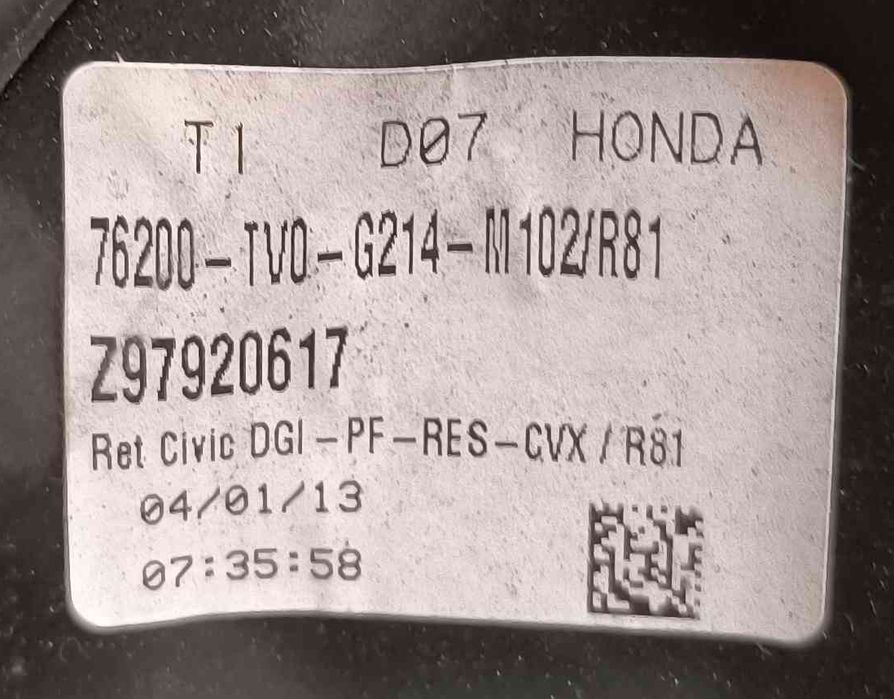 T1 D07 HONDA
76200-TV0-G214-M102/R81
Z97920617
Ret Civic DGI-PF-RES-CVX/R81
04/01/13
07:35:58